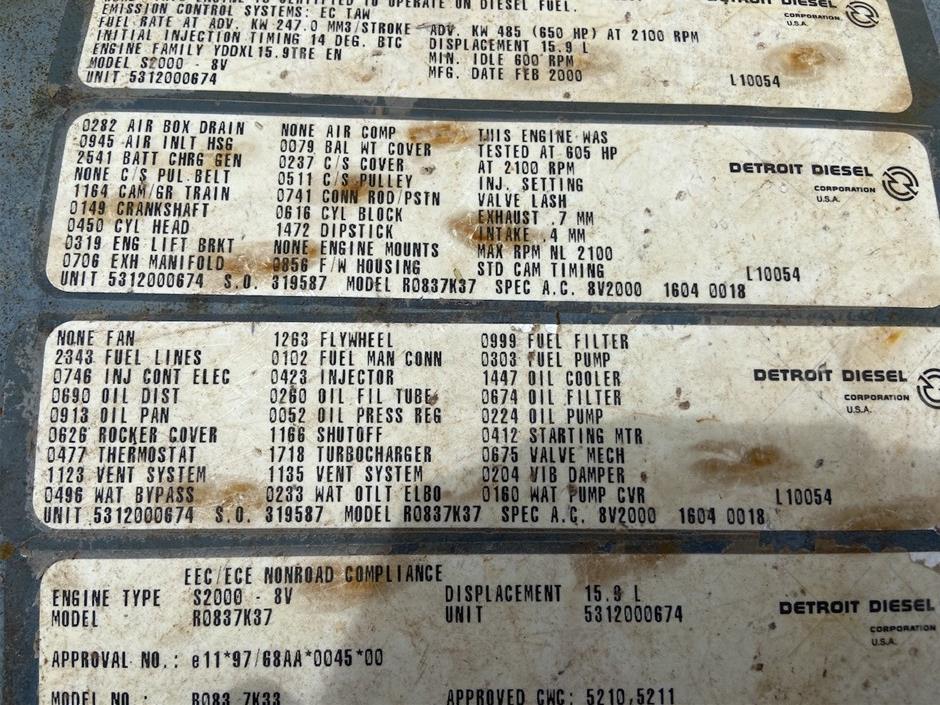 TO OPERATE ON DIESEL FUEL.
EMISSION CONTROL SYSTEMS: EC TAW
FUEL RATE AT ADV. KW 247.0 MM3/STROKE ADV. KW 485 (650 HP) AT 2100 RPM
INITIAL INJECTION TIMING 14 DEG. BTC DISPLACEMENT 15.9 L
ENGINE FAMILY YDDXL15.9TRE EN MIN. IDLE 600 RPM
MODEL S2000 - 8V MFG. DATE FEB 2000
UNIT 5312000674 L10054
DETROIT DIESEL
CORPORATION
U.S.A.
0282 AIR BOX DRAIN NONE AIR COMP THIS ENGINE WAS
0945 AIR INLT HSG 0079 BAL WT COVER TESTED AT 605 HP
2541 BATT CHRG GEN 0237 C/S COVER AT 2100 RPM
NONE C/S PUL-BELT 0511 C/S PULLEY INJ. SETTING
1164 CAM/GR TRAIN 0741 CONN ROD/PSTN VALVE LASH
0149 CRANKSHAFT 0616 CYL BLOCK EXHAUST .7 MM
0450 CYL HEAD 1472 DIPSTICK INTAKE .4 MM
0319 ENG LIFT BRKT NONE ENGINE MOUNTS MAX RPM NL 2100
0706 EXH MANIFOLD 0856 F/W HOUSING STD CAM TIMING L10054
UNIT 5312000674 S.O. 319587 MODEL R0837K37 SPEC A.C. 8V2000 1604 0018
DETROIT DIESEL
CORPORATION
U.S.A.
NONE FAN 1263 FLYWHEEL 0999 FUEL FILTER
2343 FUEL LINES 0102 FUEL MAN CONN 0303 FUEL PUMP
0746 INJ CONT ELEC 0423 INJECTOR 1447 OIL COOLER
0690 OIL DIST 0260 OIL FIL TUBE 0674 OIL FILTER
0913 OIL PAN 0052 OIL PRESS REG 0224 OIL PUMP
0626 ROCKER COVER 1166 SHUTOFF 0412 STARTING MTR
0477 THERMOSTAT 1718 TURBOCHARGER 0675 VALVE MECH
1123 VENT SYSTEM 1135 VENT SYSTEM 0204 VIB DAMPER
0496 WAT BYPASS 0233 WAT OTLT ELBO 0160 WAT PUMP CVR L10054
UNIT 5312000674 S.O. 319587 MODEL R0837K37 SPEC A.C. 8V2000 1604 0018
DETROIT DIESEL
CORPORATION
U.S.A.
EEC/ECE NONROAD COMPLIANCE
ENGINE TYPE S2000 - 8V DISPLACEMENT 15.9 L
MODEL R0837K37 UNIT 5312000674
DETROIT DIESEL
CORPORATION
U.S.A.
APPROVAL NO.: e11*97/68AA*0045*00
MODEL NO.: R083 7K33 APPROVED CWC: 5210,5211